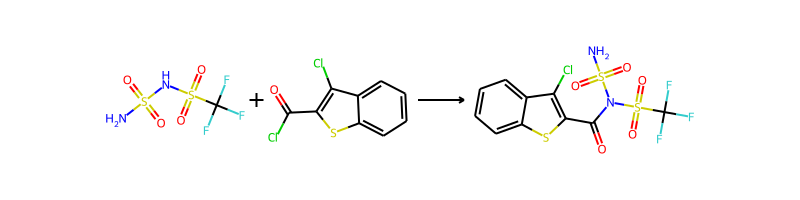 H₂N S O O N H S O O F F F + O Cl Cl S → NH₂ O S O N S O O F F F Cl S O